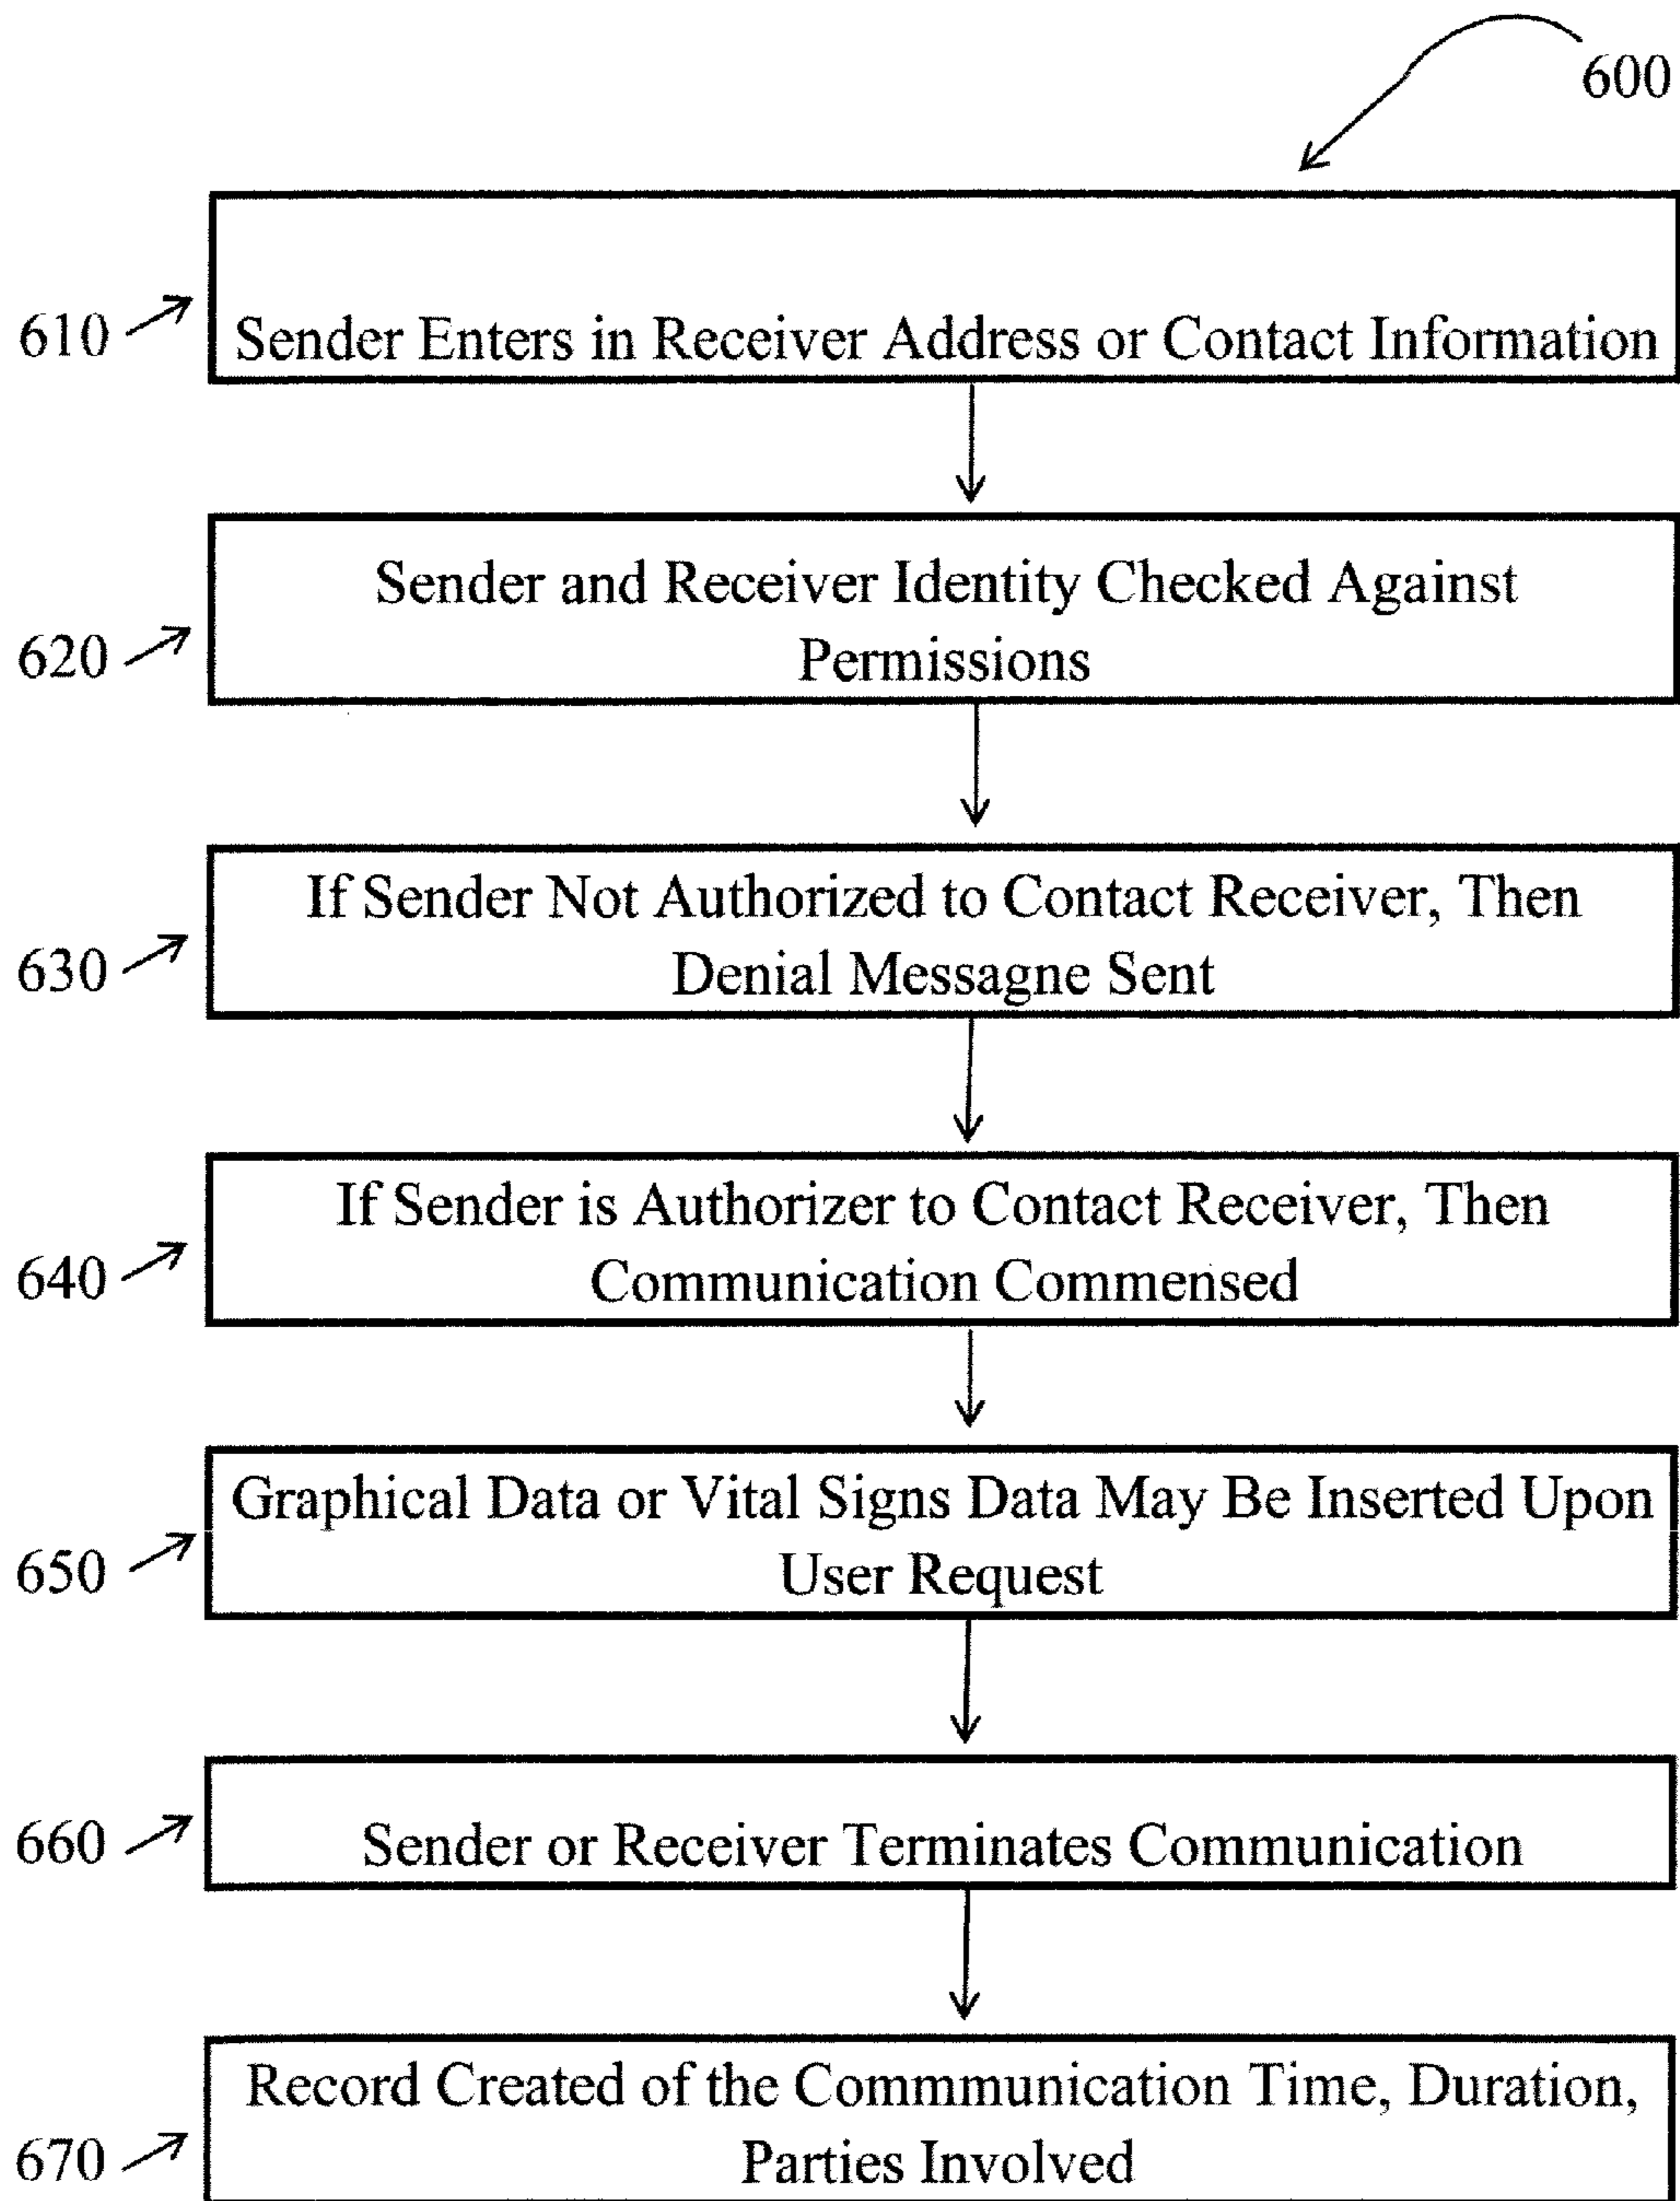 600
610
Sender Enters in Receiver Address or Contact Information
620
Sender and Receiver Identity Checked Against
Permissions
630
If Sender Not Authorized to Contact Receiver, Then
Denial Messagne Sent
640
If Sender is Authorizer to Contact Receiver, Then
Communication Commensed
650
Graphical Data or Vital Signs Data May Be Inserted Upon
User Request
660
Sender or Receiver Terminates Communication
670
Record Created of the Commmunication Time, Duration,
Parties Involved